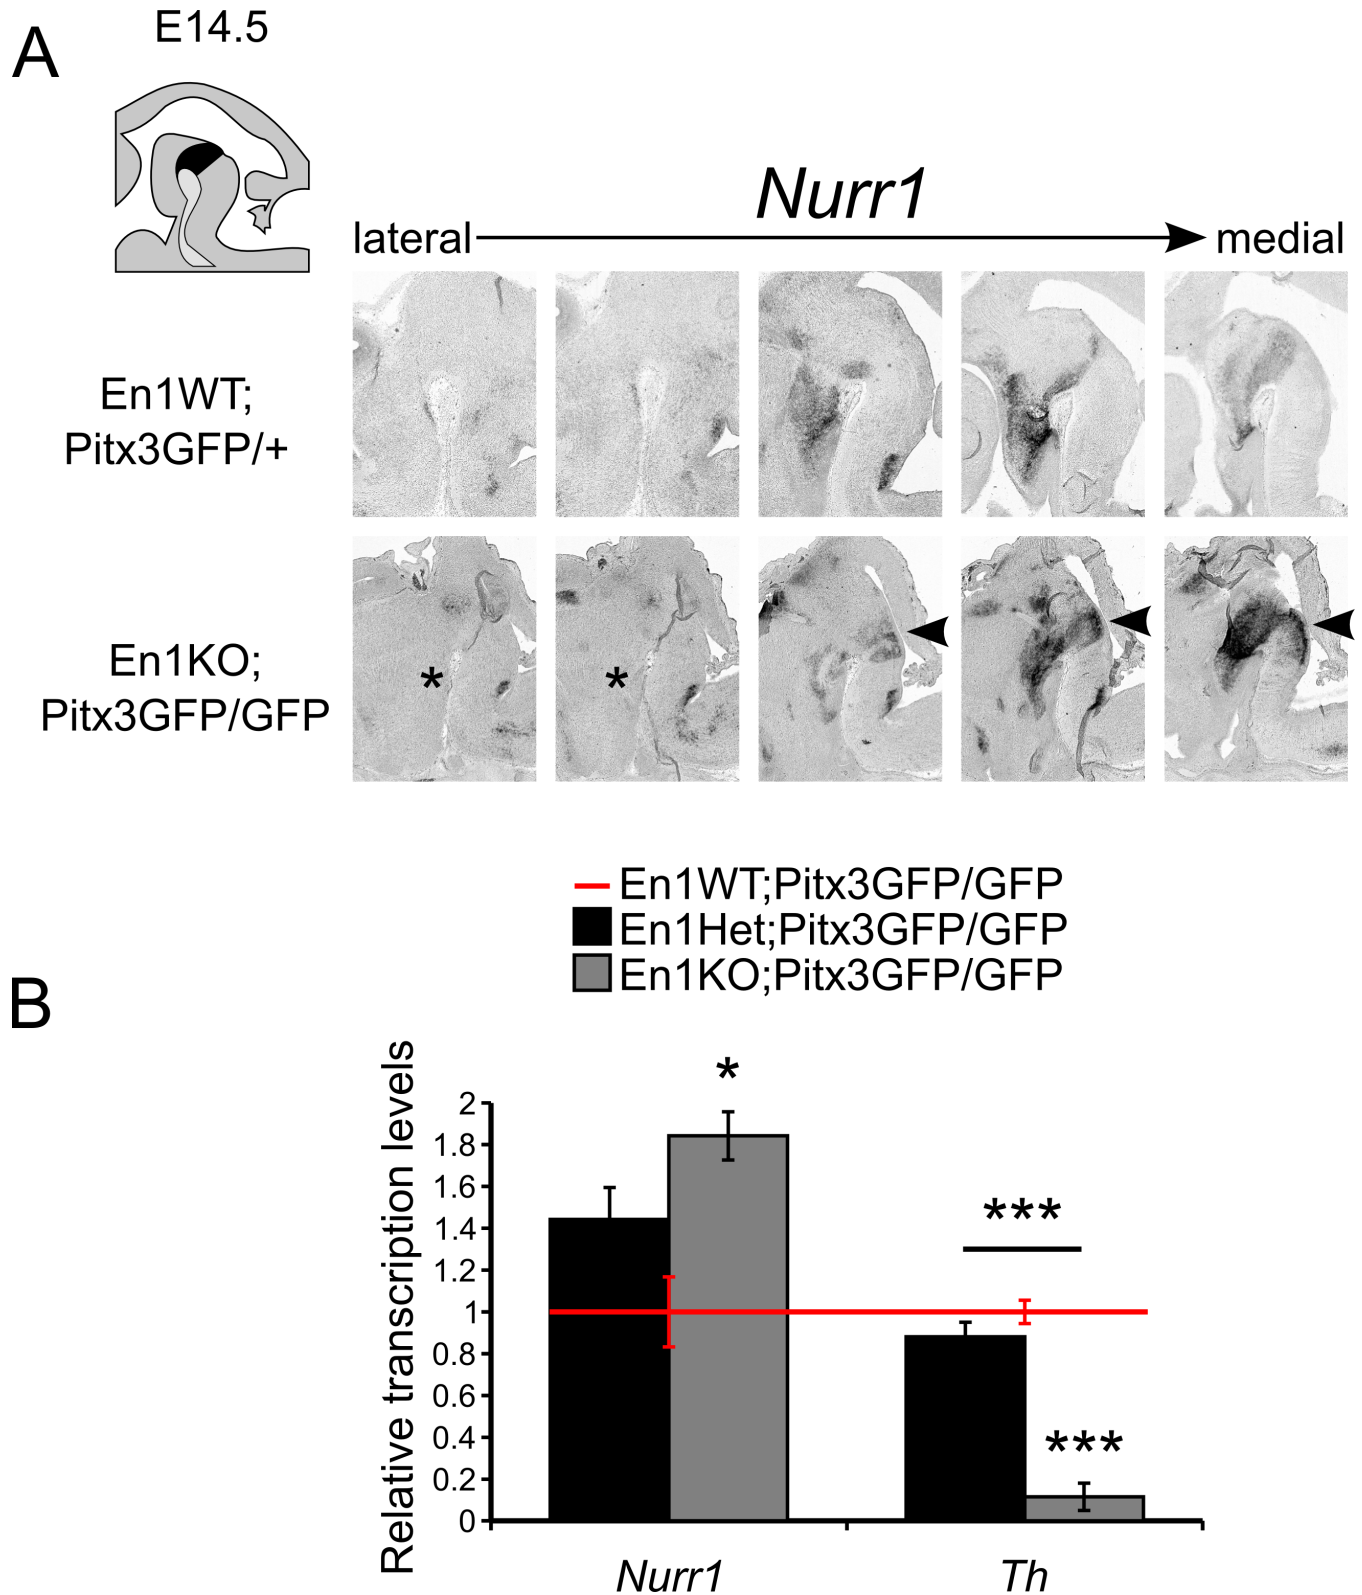 A
E14.5
Nurr1
lateral
medial
En1WT;
Pitx3GFP/+
En1KO;
Pitx3GFP/GFP
*
*
En1WT;Pitx3GFP/GFP
En1Het;Pitx3GFP/GFP
En1KO;Pitx3GFP/GFP
B
Relative transcription levels
2
1.8
1.6
1.4
1.2
1
0.8
0.6
0.4
0.2
0
*
***
***
Nurr1
Th